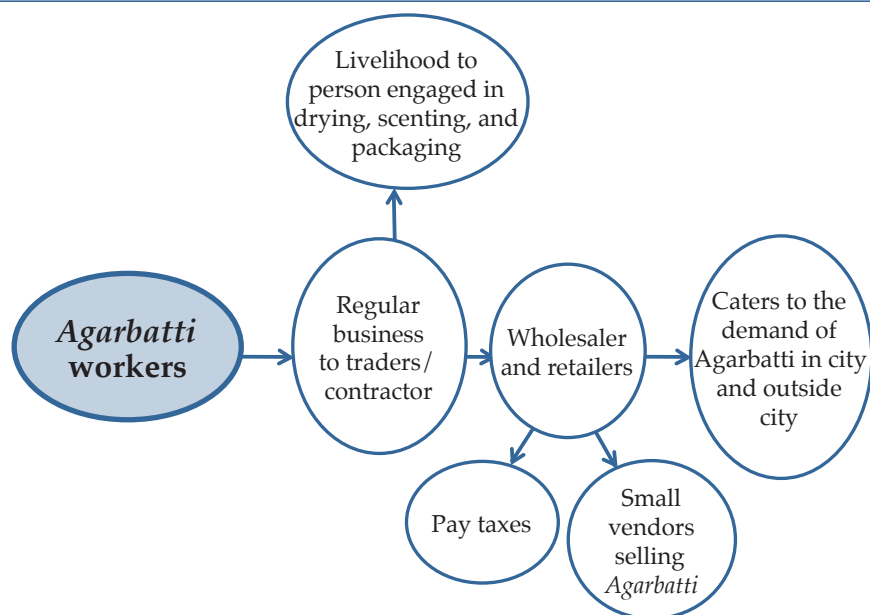 Livelihood to
person engaged in
drying, scenting, and
packaging
Agarbatti
workers
Regular
business
to traders/
contractor
Wholesaler
and retailers
Caters to the
demand of
Agarbatti in city
and outside
city
Pay taxes
Small
vendors
selling
Agarbatti